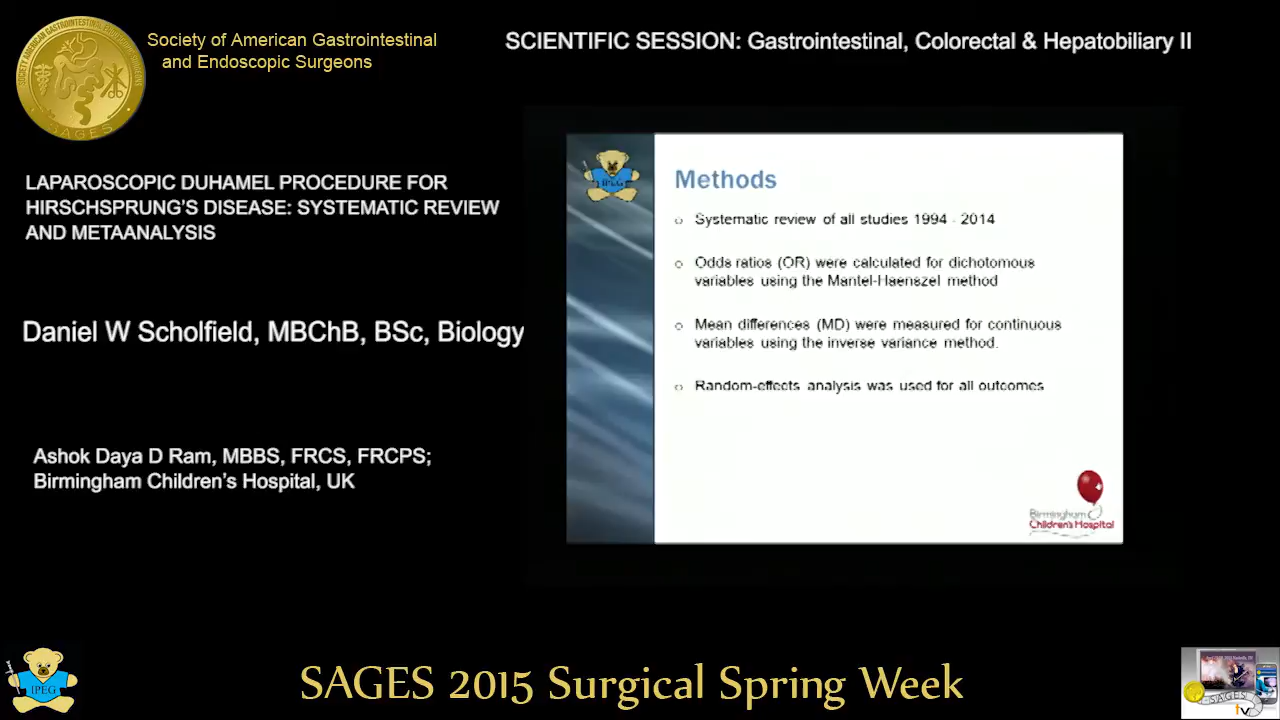 Society of American Gastrointestinal
and Endoscopic Surgeons
SCIENTIFIC SESSION: Gastrointestinal, Colorectal & Hepatobiliary II
SAGES
LAPAROSCOPIC DUHAMEL PROCEDURE FOR
HIRSCHSPRUNG'S DISEASE: SYSTEMATIC REVIEW
AND METAANALYSIS
Daniel W Scholfield, MBChB, BSc, Biology
Ashok Daya D Ram, MBBS, FRCS, FRCPS;
Birmingham Children's Hospital, UK
IPEG
Methods
Systematic review of all studies 1994 - 2014
Odds ratios (OR) were calculated for dichotomous
variables using the Mantel-Haenszel method
Mean differences (MD) were measured for continuous
variables using the inverse variance method.
Random-effects analysis was used for all outcomes
Birmingham
Children's Hospital
IPEG
SAGES 2015 Surgical Spring Week
SAGES
tv